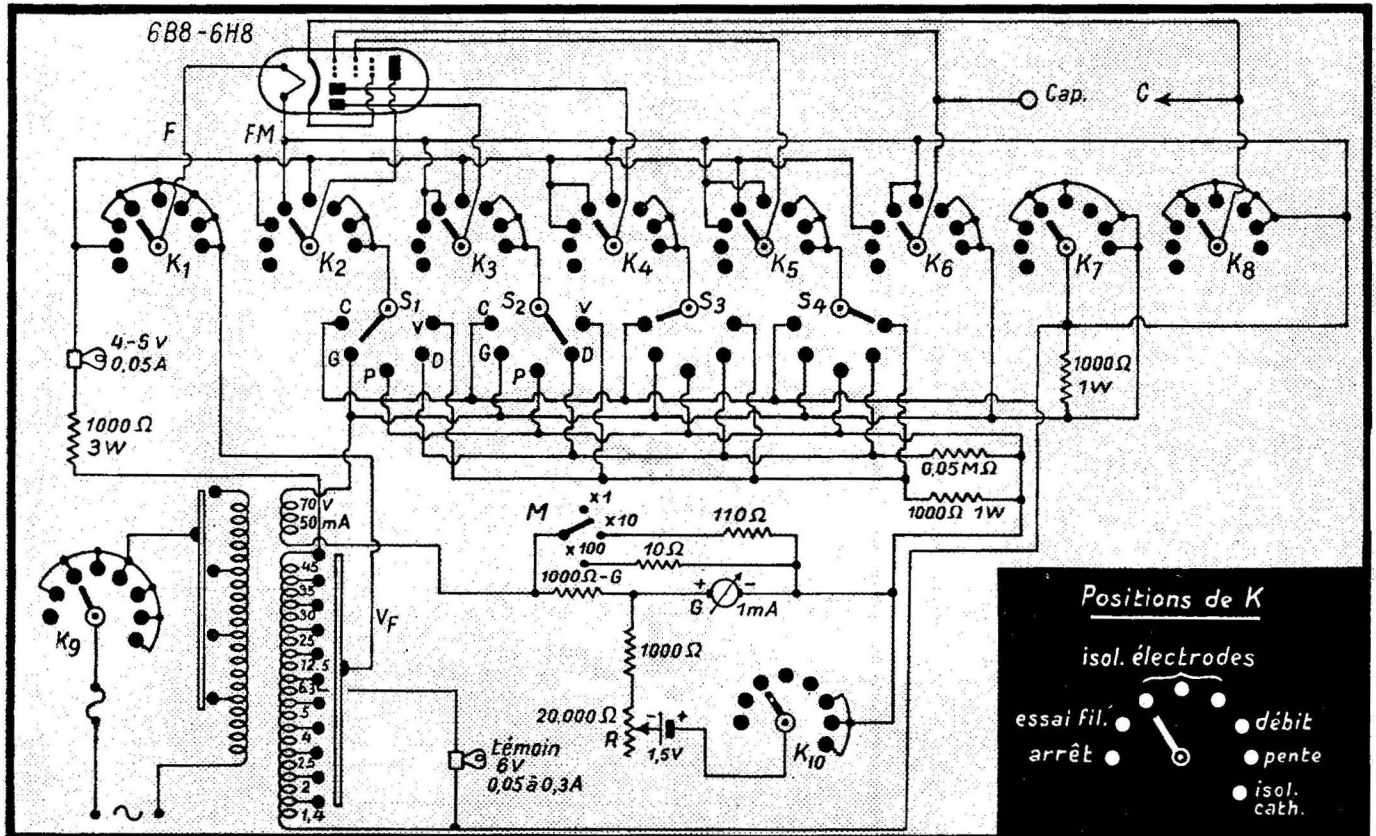 6B8-6H8
Cap.
C
F
FM
K1
K2
K3
K4
K5
K6
K7
K8
S1
S2
S3
S4
C
V
G
D
P
C
V
G
D
P
4-5 V
0,05 A
1000 Ω
3 W
1000 Ω
1 W
0,05 MΩ
1000 Ω 1W
70 V
50 mA
M
x1
x10
x100
110 Ω
10 Ω
1000 Ω-G
+
-
G
1mA
45
35
30
25
12.5
6.3
5
4
2.5
2
1,4
VF
K9
1000 Ω
20.000 Ω
R
-
+
1,5V
K10
témoin
6V
0,05 à 0,3A
~
Positions de K
isol. électrodes
essai fil.
débit
arrêt
pente
isol.
cath.